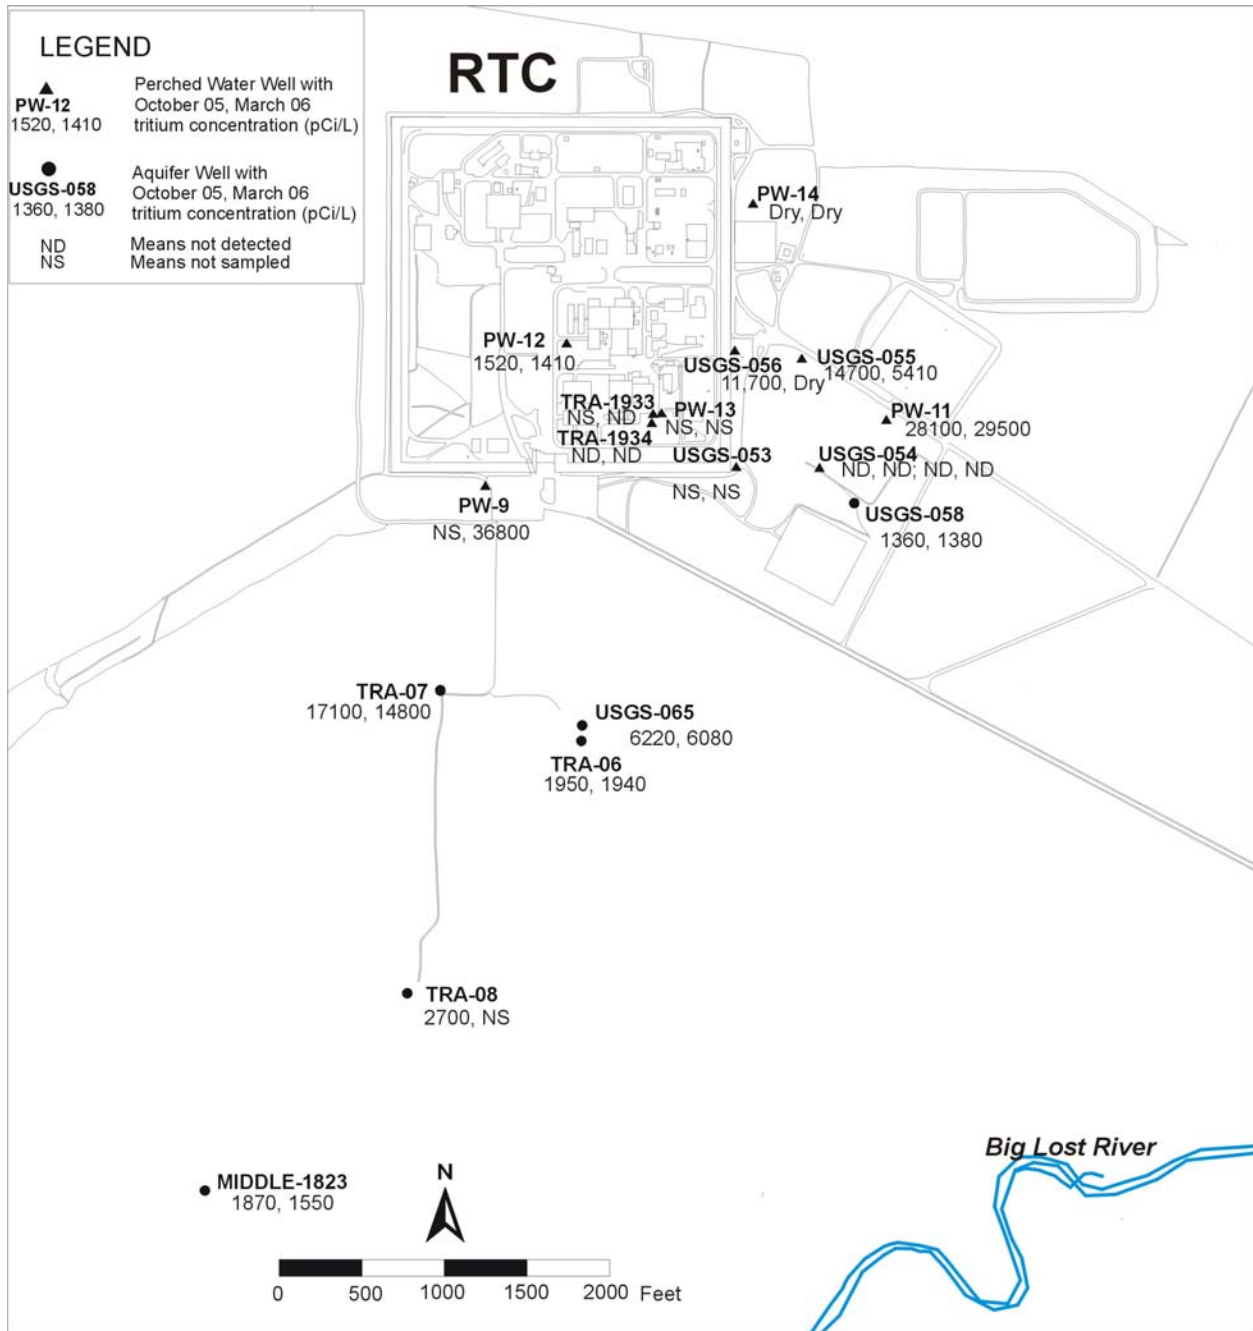 LEGEND
PW-12
1520, 1410
Perched Water Well with
October 05, March 06
tritium concentration (pCi/L)
USGS-058
1360, 1380
Aquifer Well with
October 05, March 06
tritium concentration (pCi/L)
ND
Means not detected
NS
Means not sampled
RTC
PW-14
Dry, Dry
PW-12
1520, 1410
USGS-056
11,700, Dry
USGS-055
14700, 5410
TRA-1933
NS, ND
PW-13
NS, NS
PW-11
28100, 29500
TRA-1934
ND, ND
USGS-053
NS, NS
USGS-054
ND, ND; ND, ND
PW-9
NS, 36800
USGS-058
1360, 1380
TRA-07
17100, 14800
USGS-065
6220, 6080
TRA-06
1950, 1940
TRA-08
2700, NS
Big Lost River
MIDDLE-1823
1870, 1550
N
0 500 1000 1500 2000 Feet